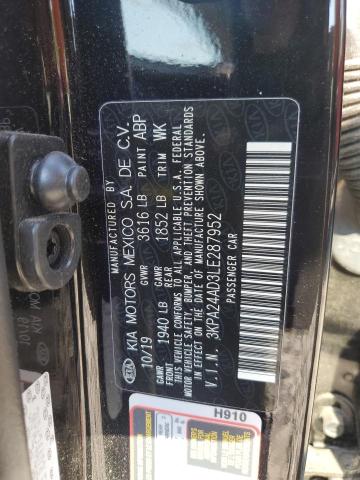 MANUFACTURED BY
KIA KIA MOTORS MEXICO S.A. DE C.V.
10/19 GVWR 3616 LB PAINT ABP
GAWR FRONT 1940 LB GAWR REAR 1852 LB TRIM WK
THIS VEHICLE CONFORMS TO ALL APPLICABLE U.S.A. FEDERAL
MOTOR VEHICLE SAFETY, BUMPER, AND THEFT PREVENTION STANDARDS
IN EFFECT ON THE DATE OF MANUFACTURE SHOWN ABOVE.
V.I.N. 3KPA24AD3LE287952
PASSENGER CAR
H910